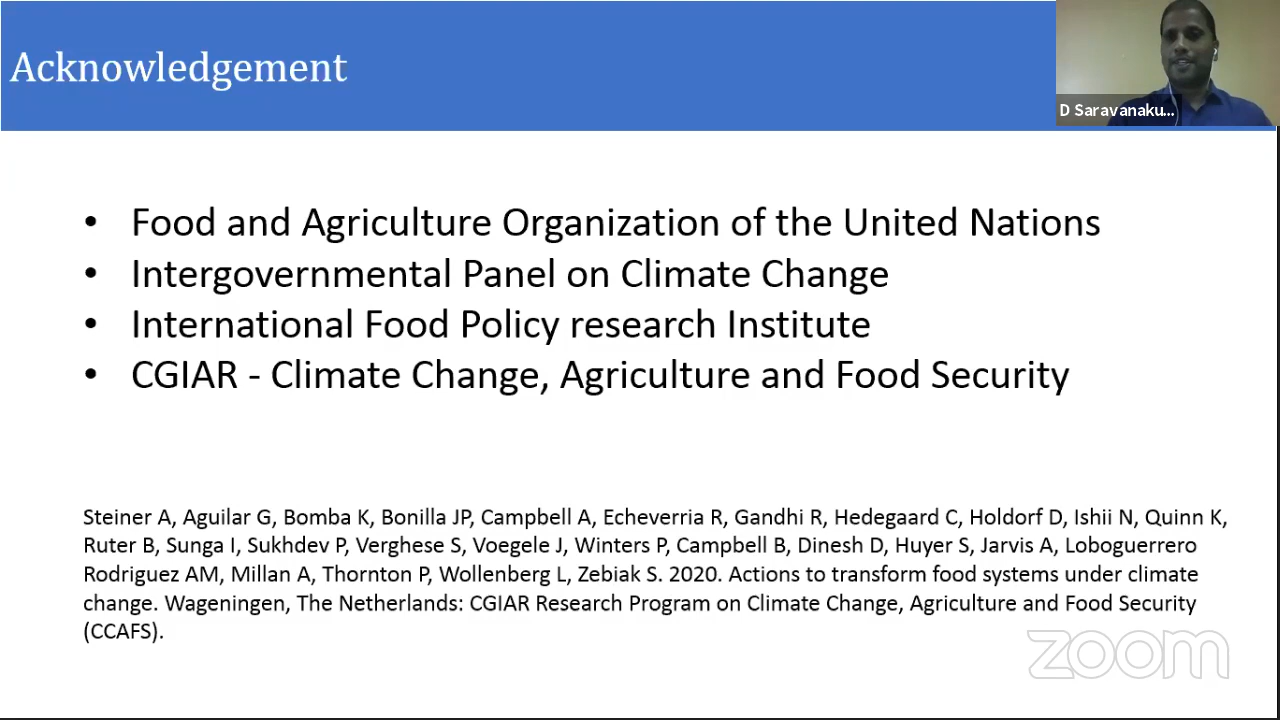 Acknowledgement
D Saravanaku...
• Food and Agriculture Organization of the United Nations
• Intergovernmental Panel on Climate Change
• International Food Policy research Institute
• CGIAR - Climate Change, Agriculture and Food Security
Steiner A, Aguilar G, Bomba K, Bonilla JP, Campbell A, Echeverria R, Gandhi R, Hedegaard C, Holdorf D, Ishii N, Quinn K,
Ruter B, Sunga I, Sukhdev P, Verghese S, Voegele J, Winters P, Campbell B, Dinesh D, Huyer S, Jarvis A, Loboguerrero
Rodriguez AM, Millan A, Thornton P, Wollenberg L, Zebiak S. 2020. Actions to transform food systems under climate
change. Wageningen, The Netherlands: CGIAR Research Program on Climate Change, Agriculture and Food Security
(CCAFS).
zoom